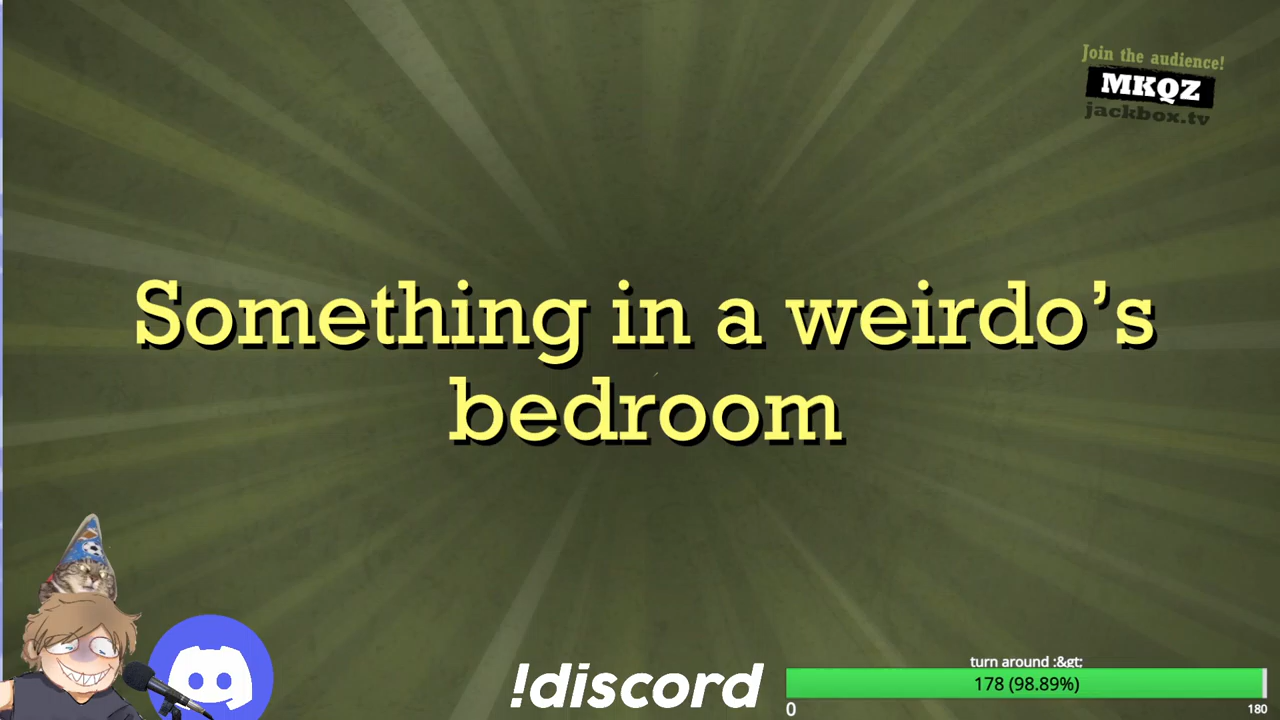 Join the audience!
MKQZ
jackbox.tv
Something in a weirdo's
bedroom
!discord
turn around :&gt;
178 (98.89%)
0
180